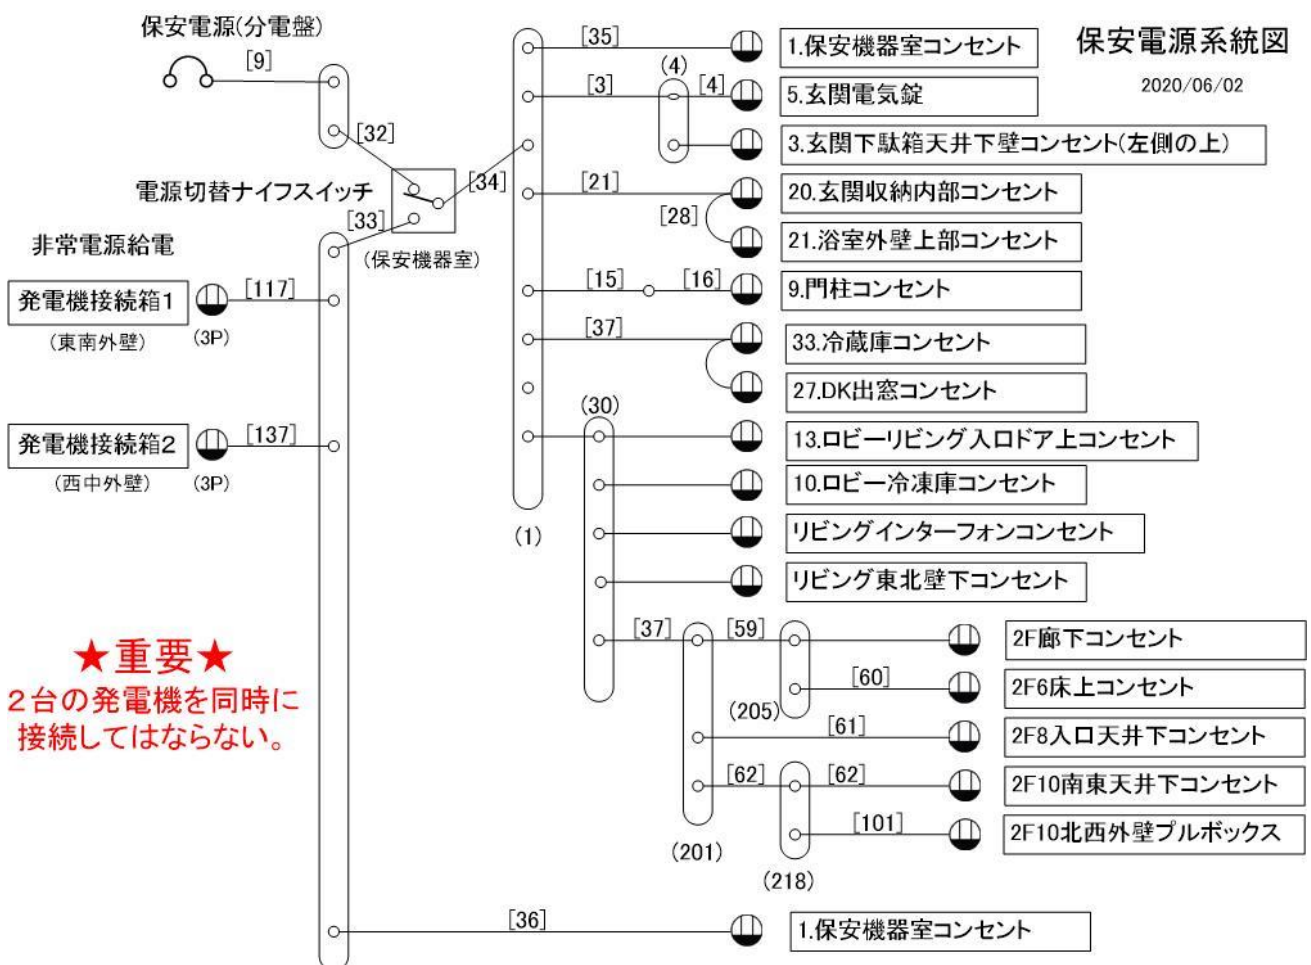 保安電源系統図
2020/06/02
保安電源(分電盤)
[9]
[32]
電源切替ナイフスイッチ
[33]
[34]
(保安機器室)
非常電源給電
発電機接続箱1
(東南外壁)
(3P)
[117]
発電機接続箱2
(西中外壁)
(3P)
[137]
★重要★
2台の発電機を同時に
接続してはならない。
[35]
1.保安機器室コンセント
[3]
(4)
[4]
5.玄関電気錠
3.玄関下駄箱天井下壁コンセント(左側の上)
[21]
20.玄関収納内部コンセント
[28]
21.浴室外壁上部コンセント
[15]
[16]
9.門柱コンセント
[37]
33.冷蔵庫コンセント
27.DK出窓コンセント
(30)
13.ロビーリビング入口ドア上コンセント
10.ロビー冷凍庫コンセント
(1)
リビングインターフォンコンセント
リビング東北壁下コンセント
[37]
[59]
2F廊下コンセント
[60]
2F6床上コンセント
(205)
[61]
2F8入口天井下コンセント
[62]
[62]
2F10南東天井下コンセント
[101]
2F10北西外壁プルボックス
(201)
(218)
[36]
1.保安機器室コンセント